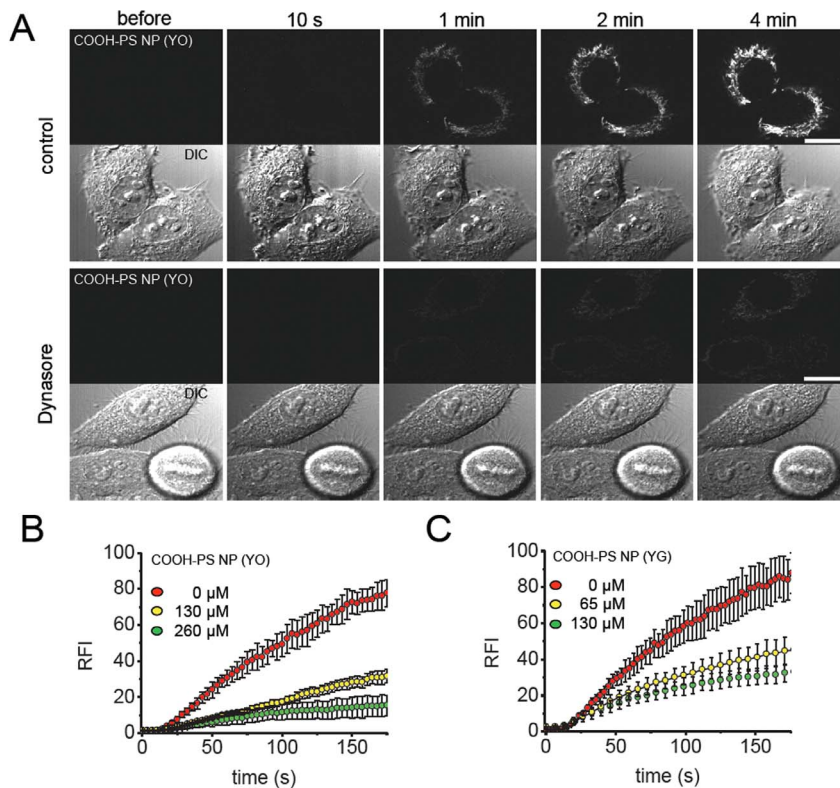 A
before 10 s 1 min 2 min 4 min
COOH-PS NP (YO)
control
DIC
COOH-PS NP (YO)
Dynasore
DIC
B
COOH-PS NP (YO)
0 µM
130 µM
260 µM
RFI
100
80
60
40
20
0
0 50 100 150
time (s)
C
COOH-PS NP (YG)
0 µM
65 µM
130 µM
RFI
100
80
60
40
20
0
0 50 100 150
time (s)